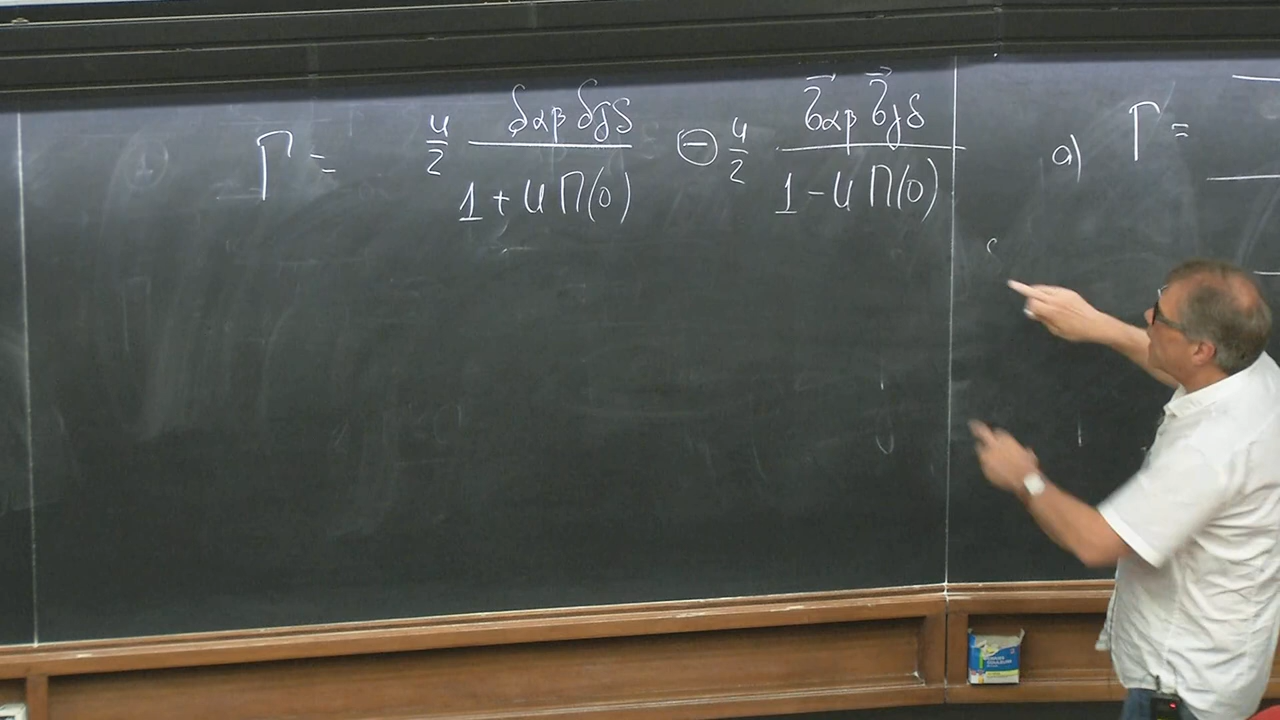 Γ = u/2 δαβ δγδ / 1 + U Π(0) ⊖ u/2 σ⃗αβ σ⃗γδ / 1 - U Π(0)
a) Γ =